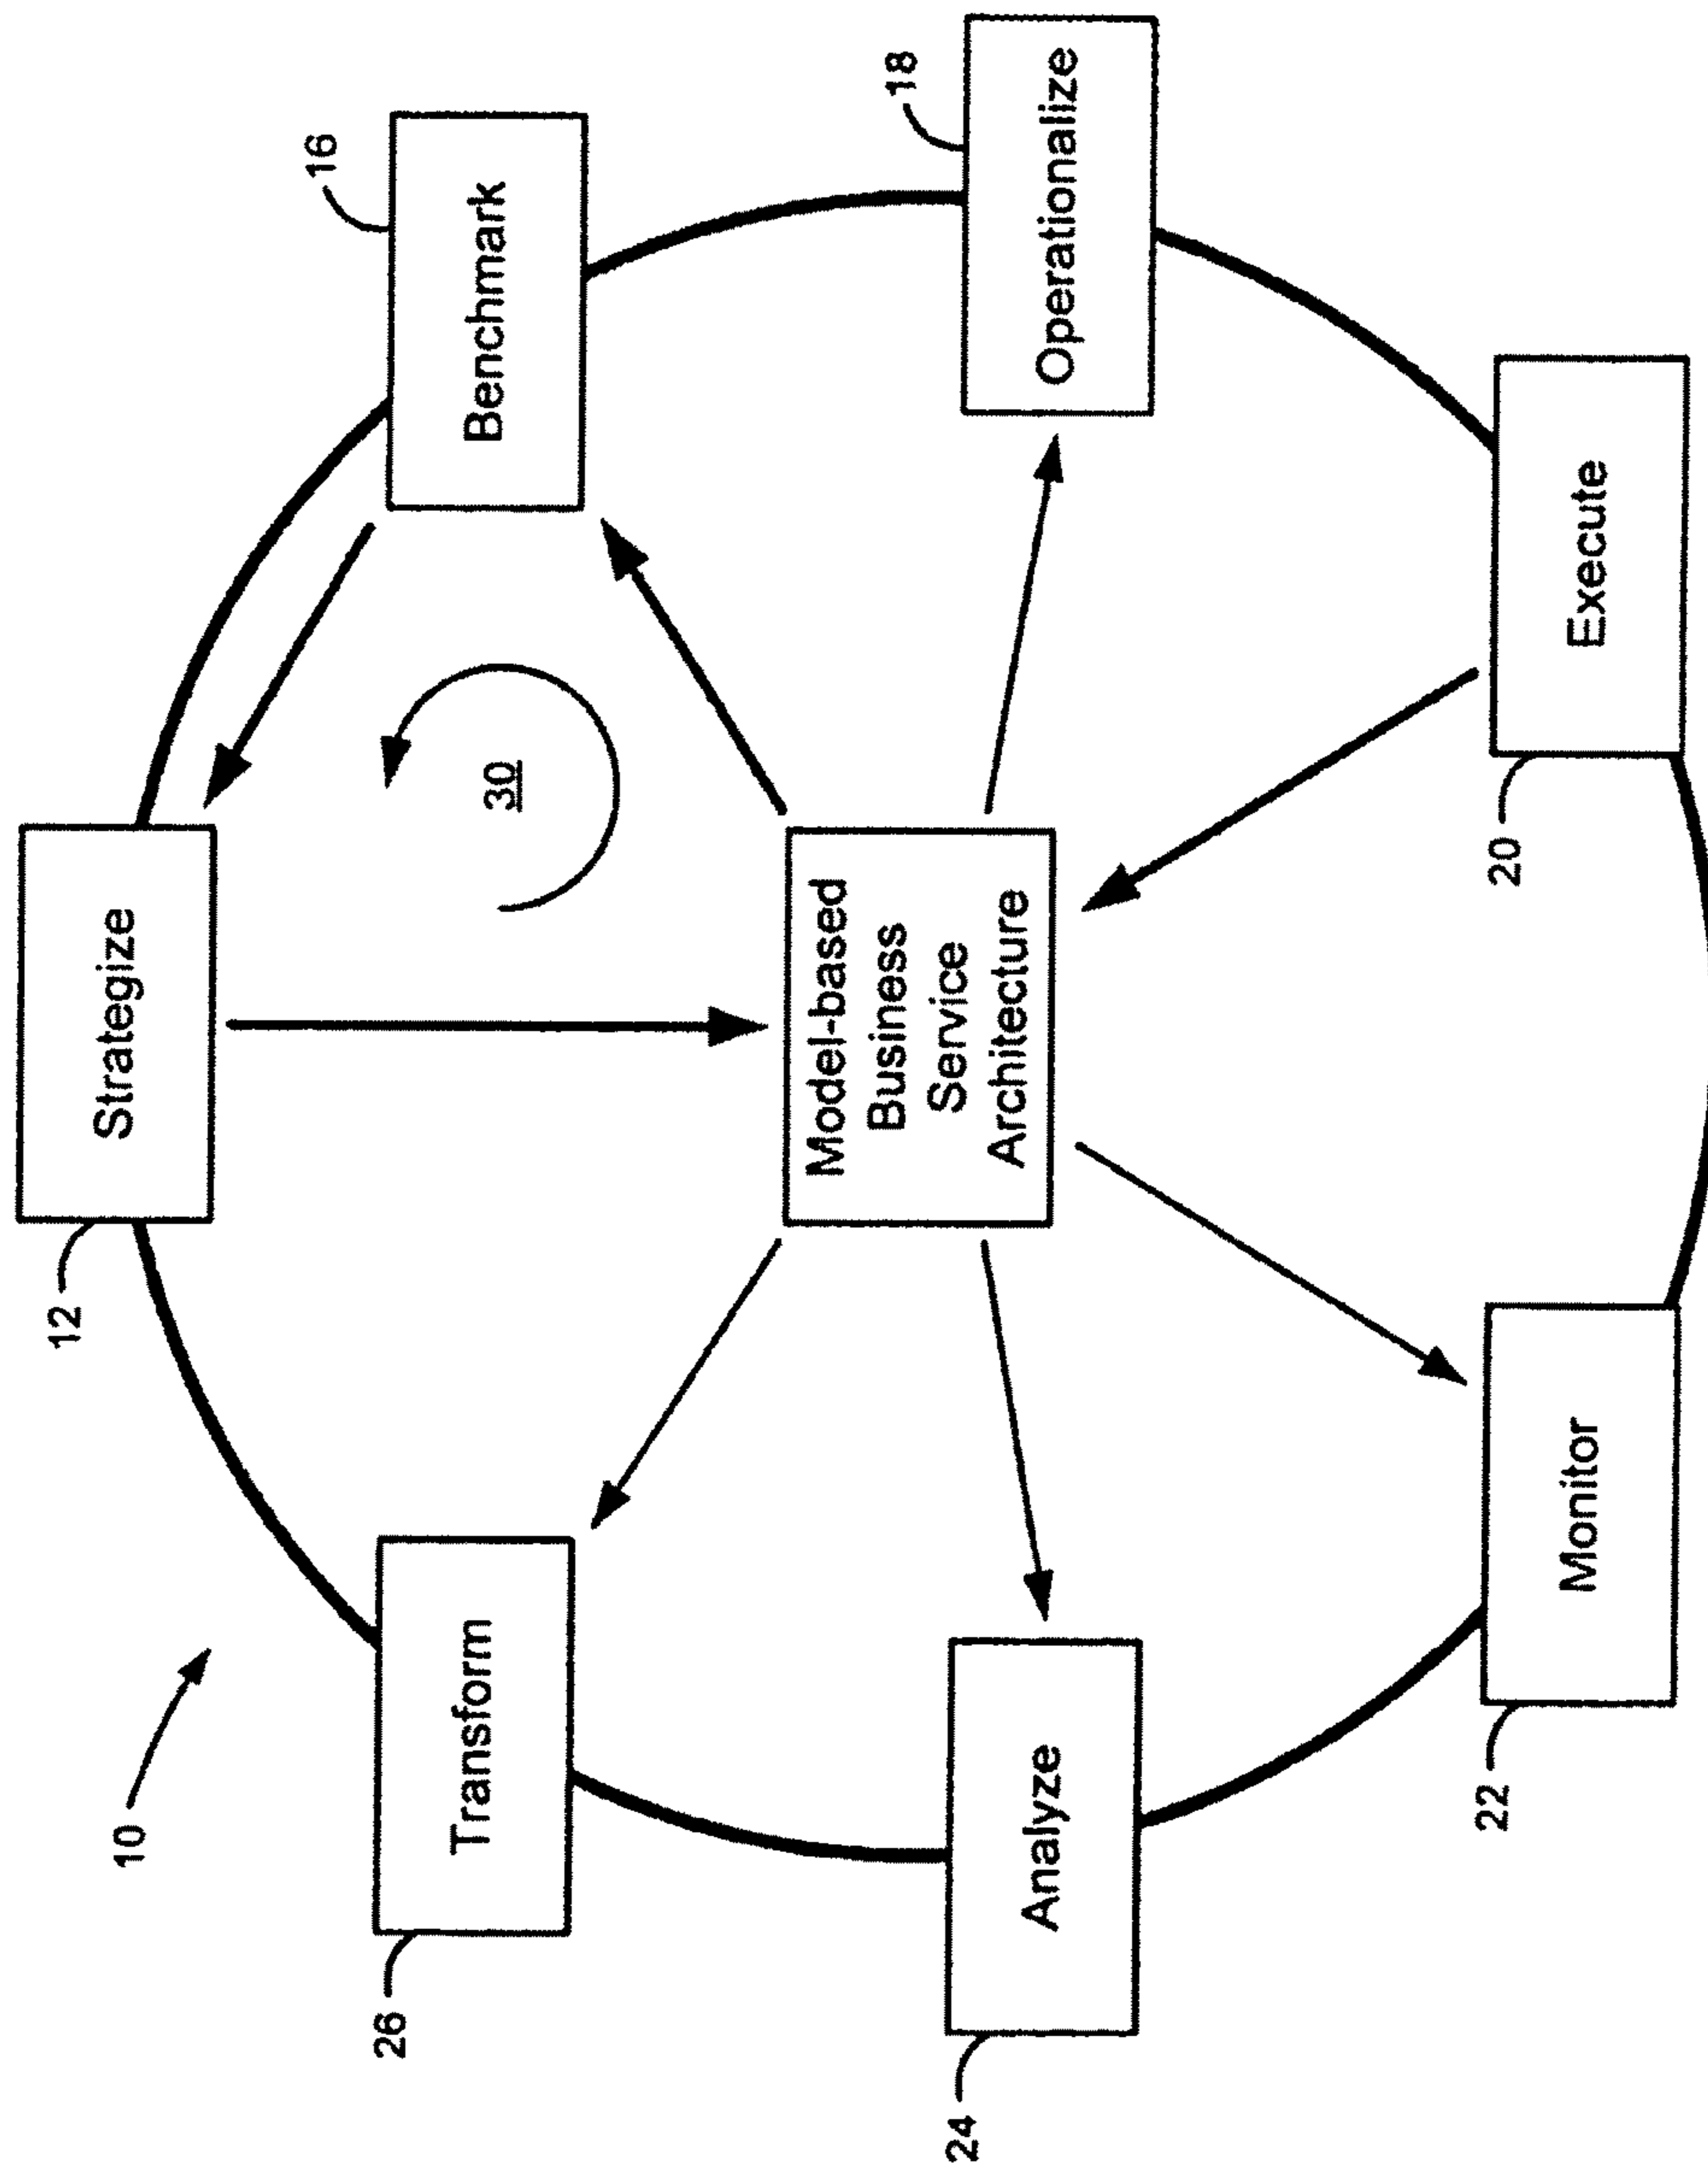 10
12
Strategize
26
Transform
16
Benchmark
30
Model-based
Business
Service
Architecture
24
Analyze
18
Operationalize
22
Monitor
20
Execute